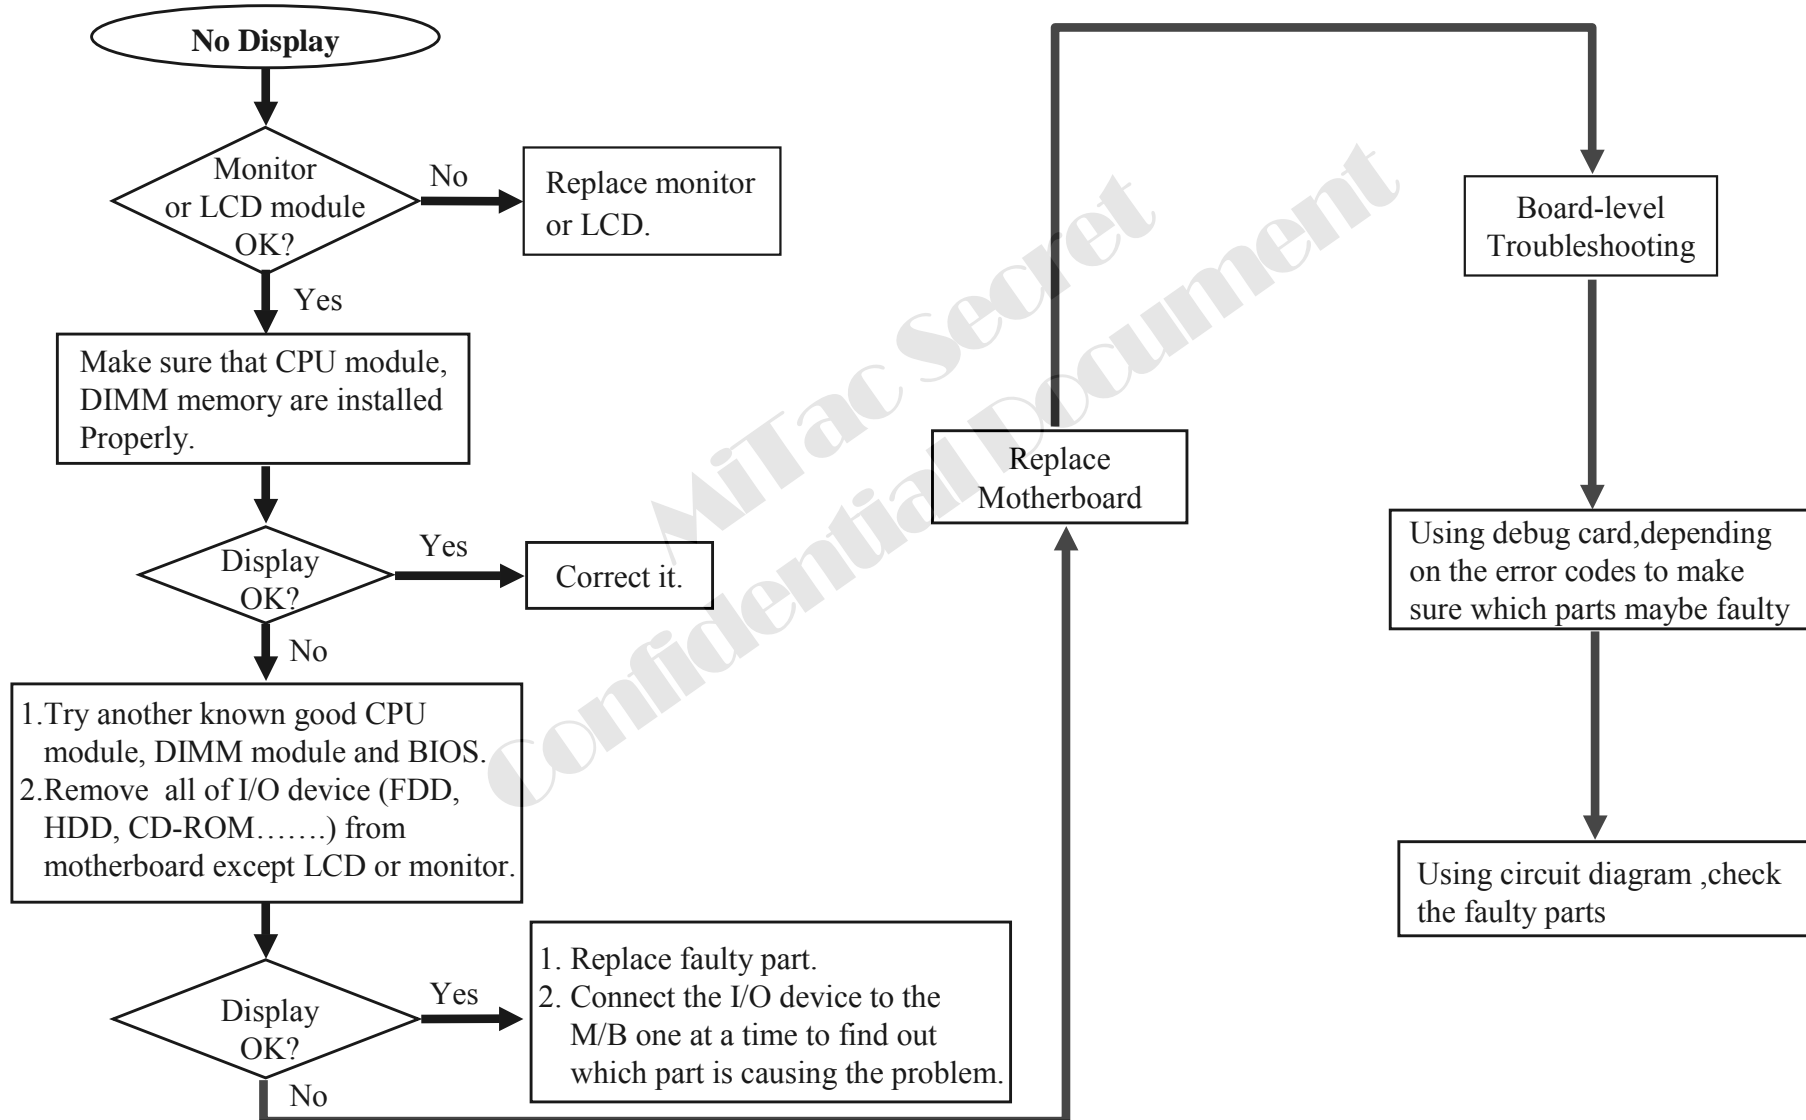 No Display
Monitor
or LCD module
OK?
No
Replace monitor
or LCD.
Yes
Make sure that CPU module,
DIMM memory are installed
Properly.
Display
OK?
Yes
Correct it.
No
1.Try another known good CPU
module, DIMM module and BIOS.
2.Remove  all of I/O device (FDD,
HDD, CD-ROM…….) from
motherboard except LCD or monitor.
Display
OK?
Yes
1. Replace faulty part.
2. Connect the I/O device to the
M/B one at a time to find out
which part is causing the problem.
No
Replace
Motherboard
Board-level
Troubleshooting
Using debug card,depending
on the error codes to make
sure which parts maybe faulty
Using circuit diagram ,check
the faulty parts
MiTac Secret
Confidential Document